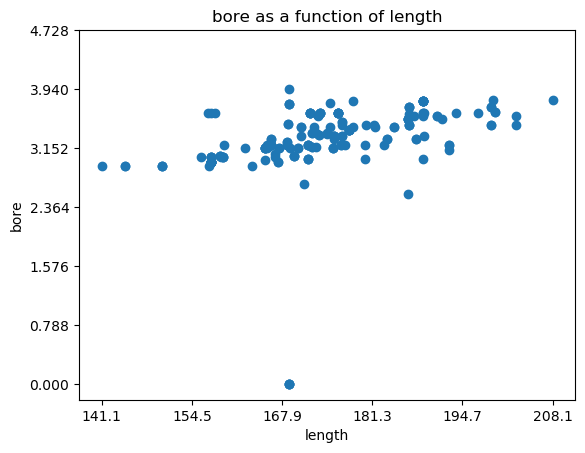 bore as a function of length
4.728
3.940
3.152
2.364
1.576
0.788
0.000
bore
141.1 154.5 167.9 181.3 194.7 208.1
length